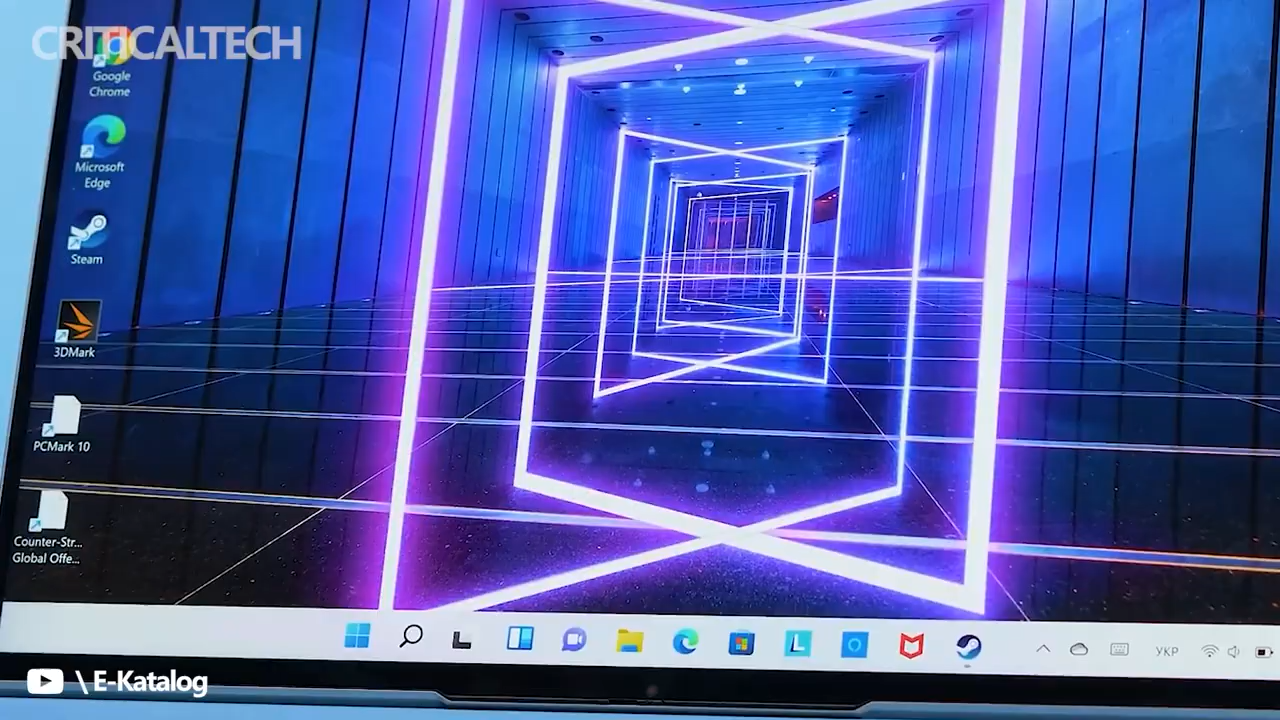 CRITICALTECH
Google
Chrome
Microsoft
Edge
Steam
3DMark
PCMark 10
Counter-Str...
Global Offe...
УКР
\ E-Katalog